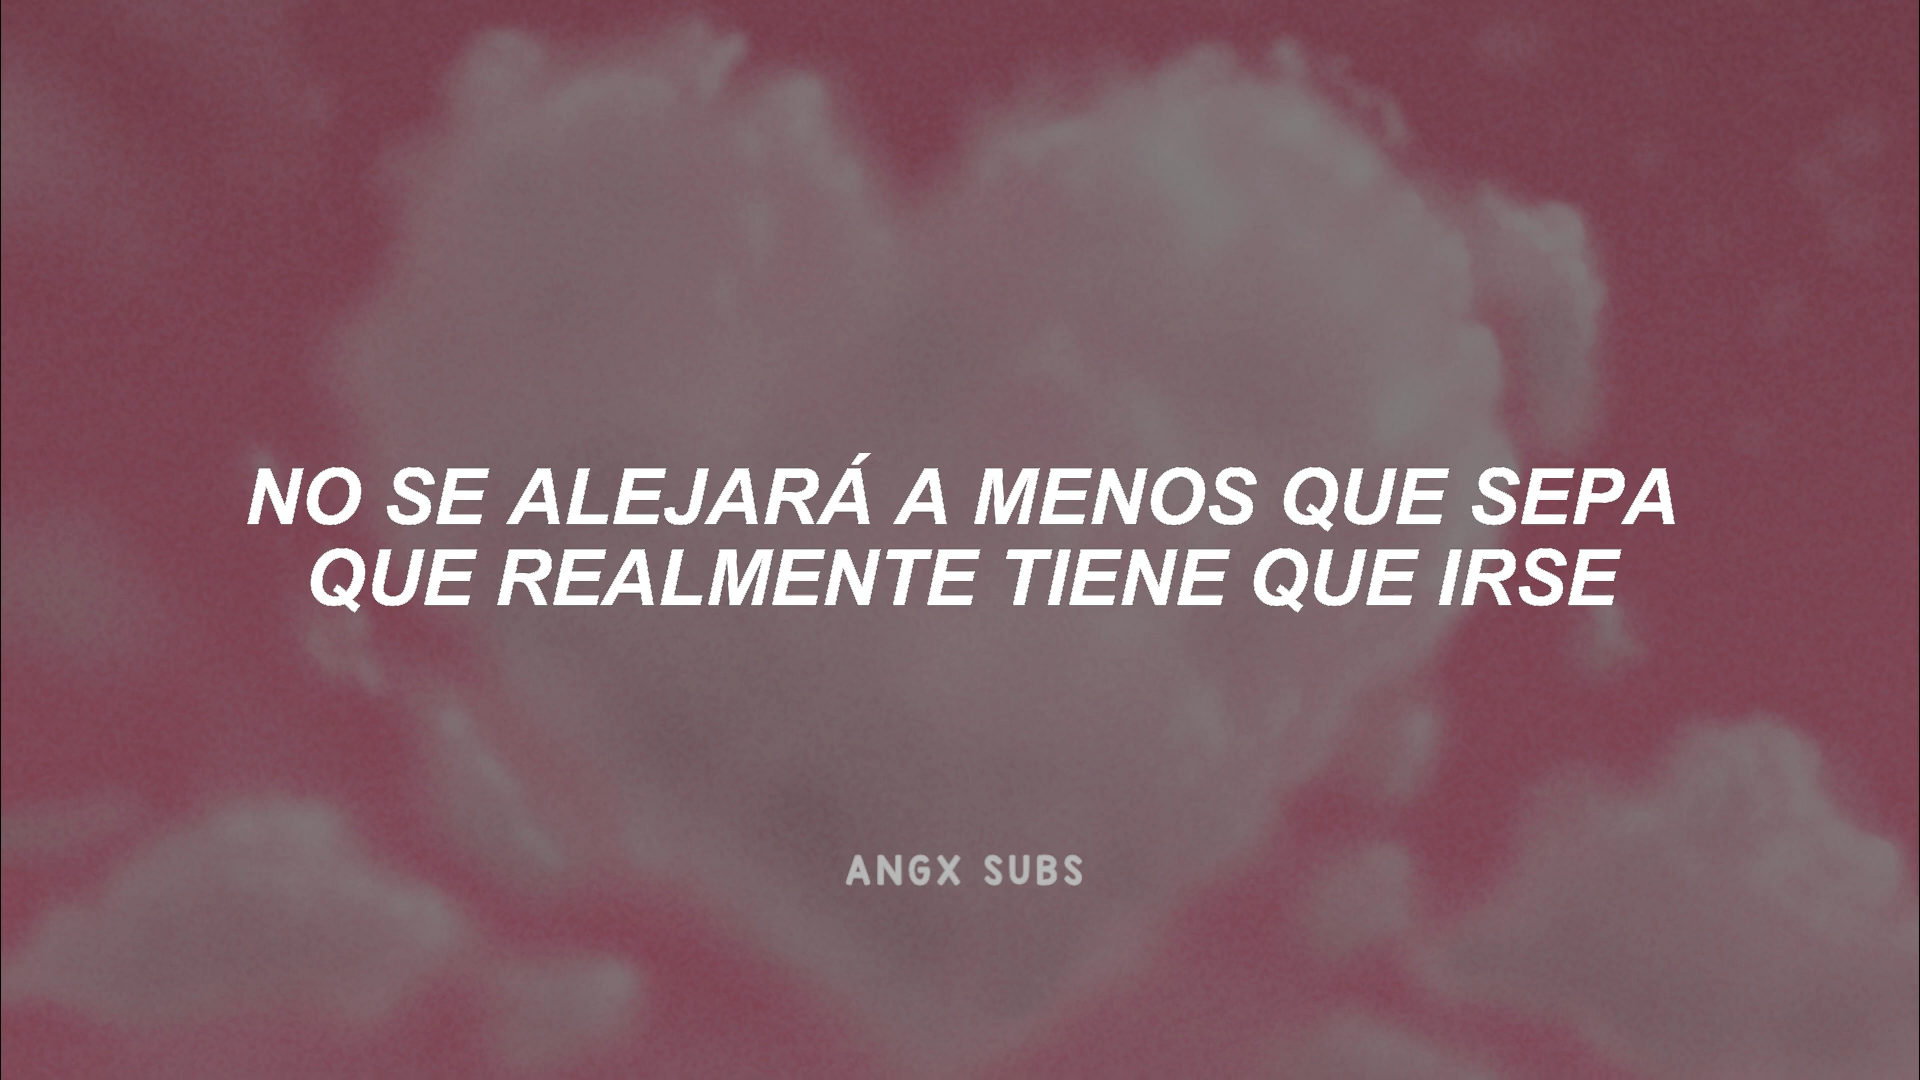 NO SE ALEJARÁ A MENOS QUE SEPA
QUE REALMENTE TIENE QUE IRSE
ANGX SUBS